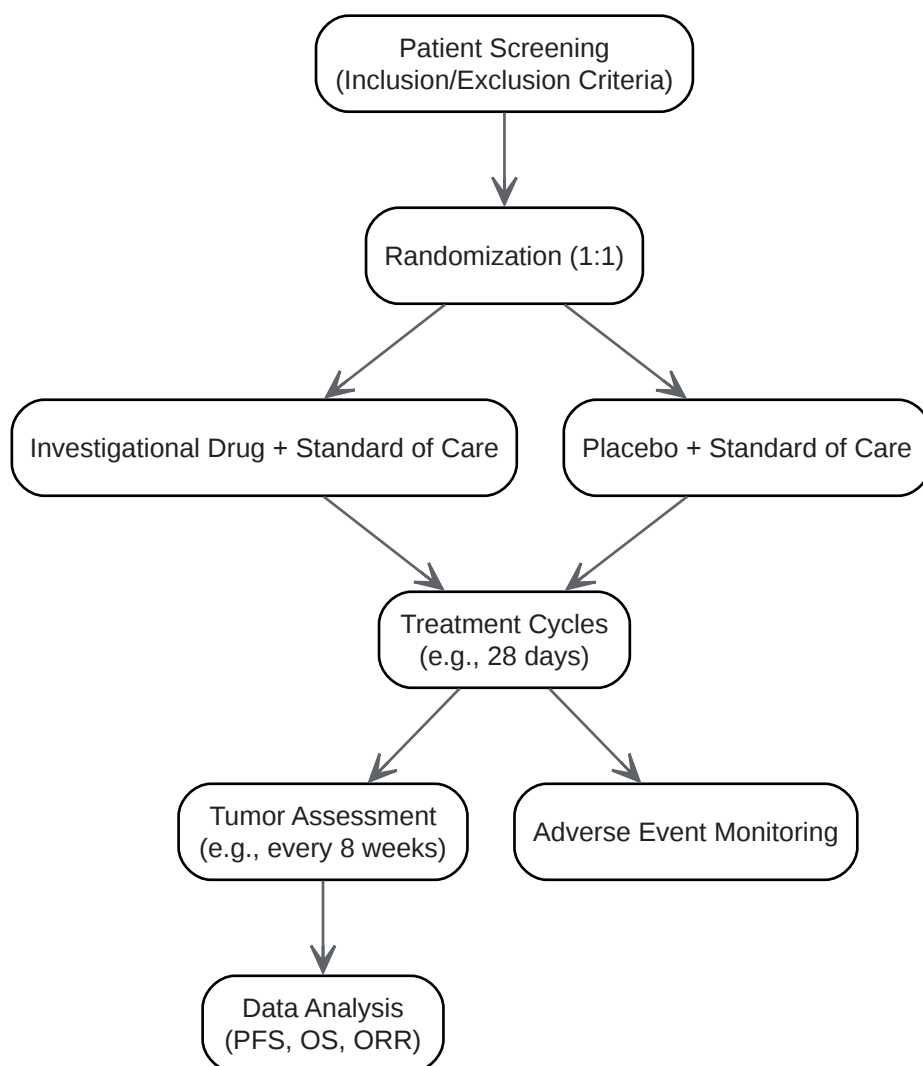 Patient Screening
(Inclusion/Exclusion Criteria)
Randomization (1:1)
Investigational Drug + Standard of Care
Placebo + Standard of Care
Treatment Cycles
(e.g., 28 days)
Tumor Assessment
(e.g., every 8 weeks)
Adverse Event Monitoring
Data Analysis
(PFS, OS, ORR)